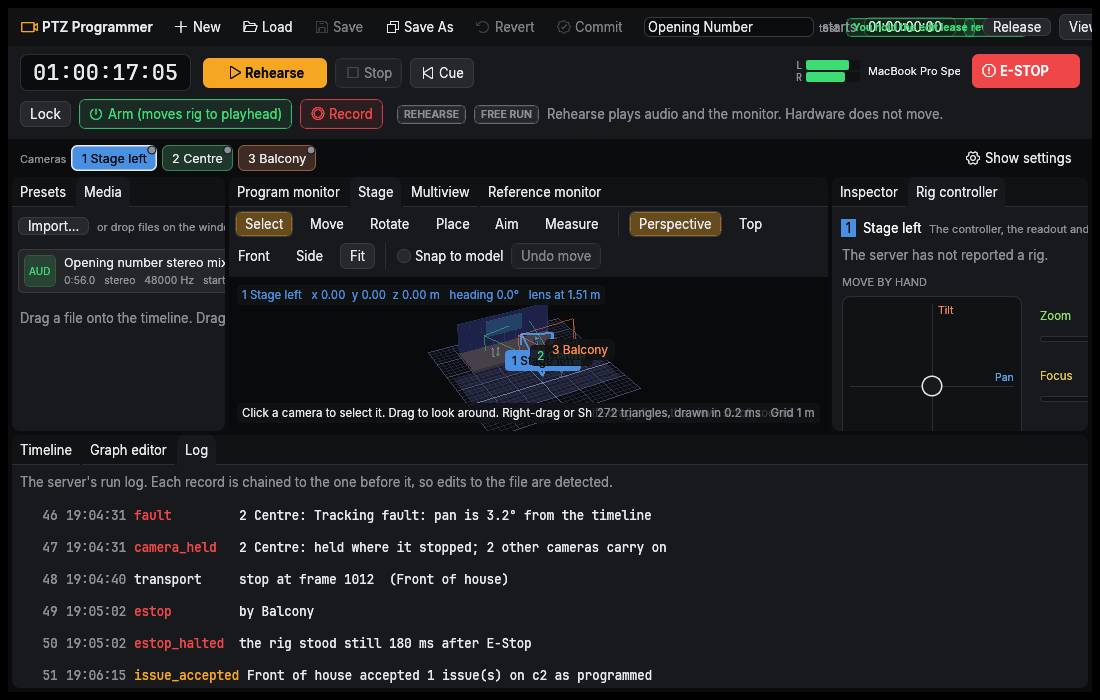 PTZ Programmer + New Load Save Save As Revert Commit Opening Number starts 01:00:00:00 Release View
01:00:17:05 Rehearse Stop Cue L R MacBook Pro Spe E-STOP
Lock Arm (moves rig to playhead) Record REHEARSE FREE RUN Rehearse plays audio and the monitor. Hardware does not move.
Cameras 1 Stage left 2 Centre 3 Balcony Show settings
Presets Media
Import... or drop files on the windo
AUD Opening number stereo mix
0:56.0 stereo 48000 Hz start
Drag a file onto the timeline. Drag
Program monitor Stage Multiview Reference monitor
Select Move Rotate Place Aim Measure Perspective Top
Front Side Fit Snap to model Undo move
1 Stage left x 0.00 y 0.00 z 0.00 m heading 0.0° lens at 1.51 m
3 Balcony
2
1 St
Click a camera to select it. Drag to look around. Right-drag or Sh 272 triangles, drawn in 0.2 ms Grid 1 m
Inspector Rig controller
1 Stage left The controller, the readout and
The server has not reported a rig.
MOVE BY HAND
Tilt
Pan
Zoom
Focus
Timeline Graph editor Log
The server's run log. Each record is chained to the one before it, so edits to the file are detected.
46 19:04:31 fault 2 Centre: Tracking fault: pan is 3.2° from the timeline
47 19:04:31 camera_held 2 Centre: held where it stopped; 2 other cameras carry on
48 19:04:40 transport stop at frame 1012 (Front of house)
49 19:05:02 estop by Balcony
50 19:05:02 estop_halted the rig stood still 180 ms after E-Stop
51 19:06:15 issue_accepted Front of house accepted 1 issue(s) on c2 as programmed